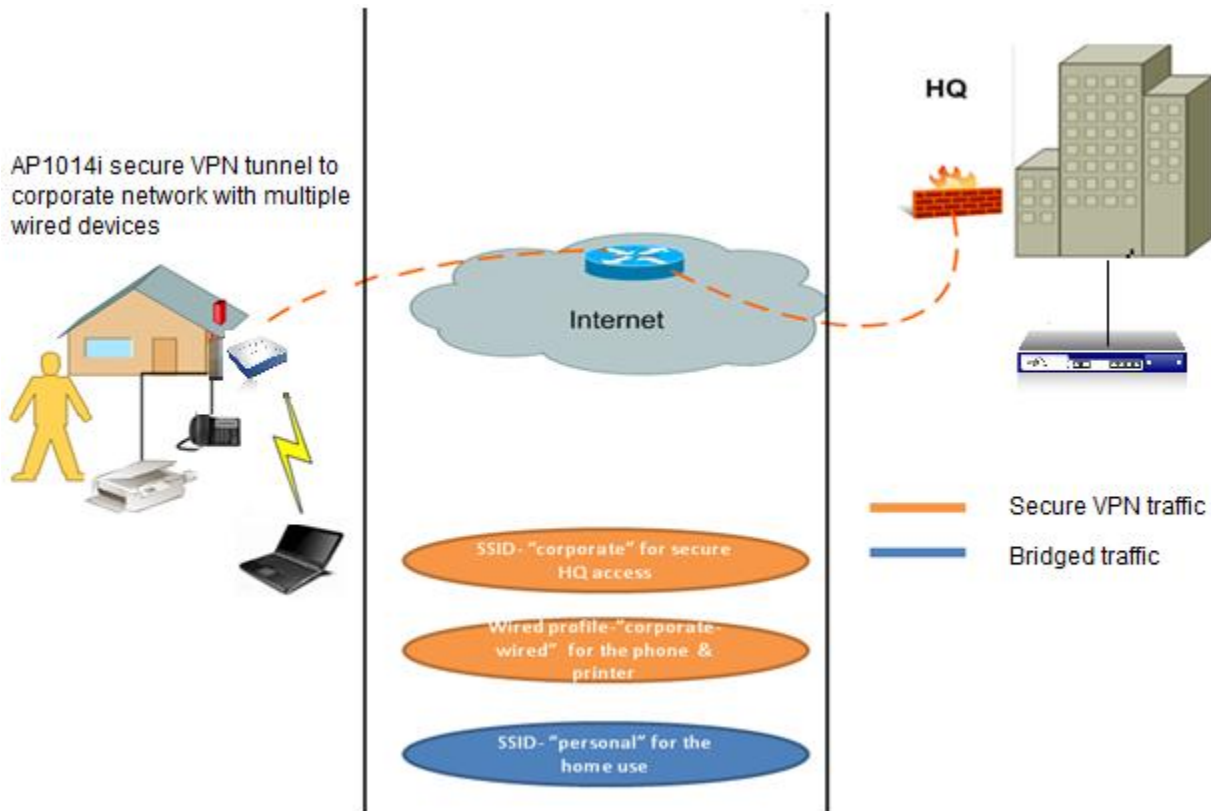 HQ
AP1014i secure VPN tunnel to
corporate network with multiple
wired devices
Internet
Secure VPN traffic
Bridged traffic
SSID- “corporate” for secure
HQ access
Wired profile-“corporate-
wired”  for the phone &
printer
SSID- “personal” for the
home use